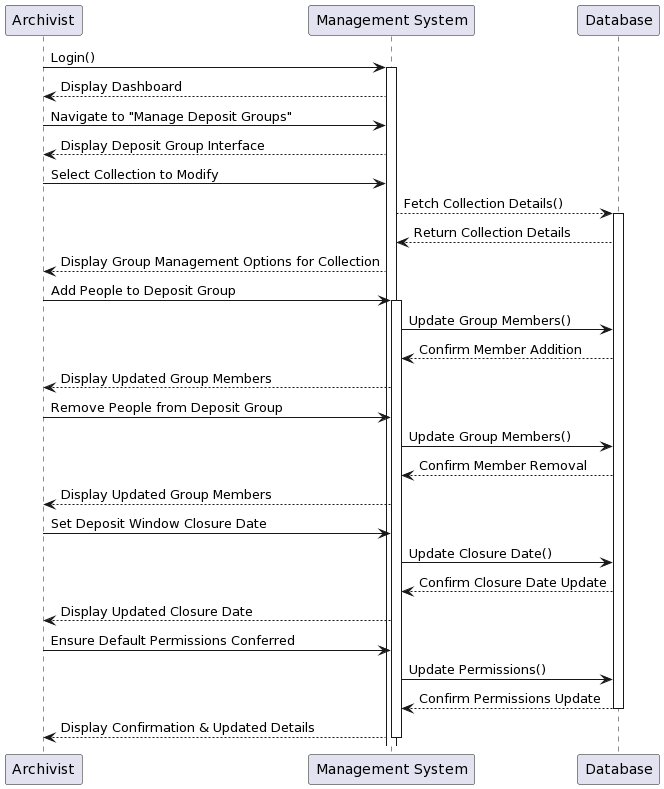 Archivist
Management System
Database
Login()
Display Dashboard
Navigate to "Manage Deposit Groups"
Display Deposit Group Interface
Select Collection to Modify
Fetch Collection Details()
Return Collection Details
Display Group Management Options for Collection
Add People to Deposit Group
Update Group Members()
Confirm Member Addition
Display Updated Group Members
Remove People from Deposit Group
Update Group Members()
Confirm Member Removal
Display Updated Group Members
Set Deposit Window Closure Date
Update Closure Date()
Confirm Closure Date Update
Display Updated Closure Date
Ensure Default Permissions Conferred
Update Permissions()
Confirm Permissions Update
Display Confirmation & Updated Details
Archivist
Management System
Database